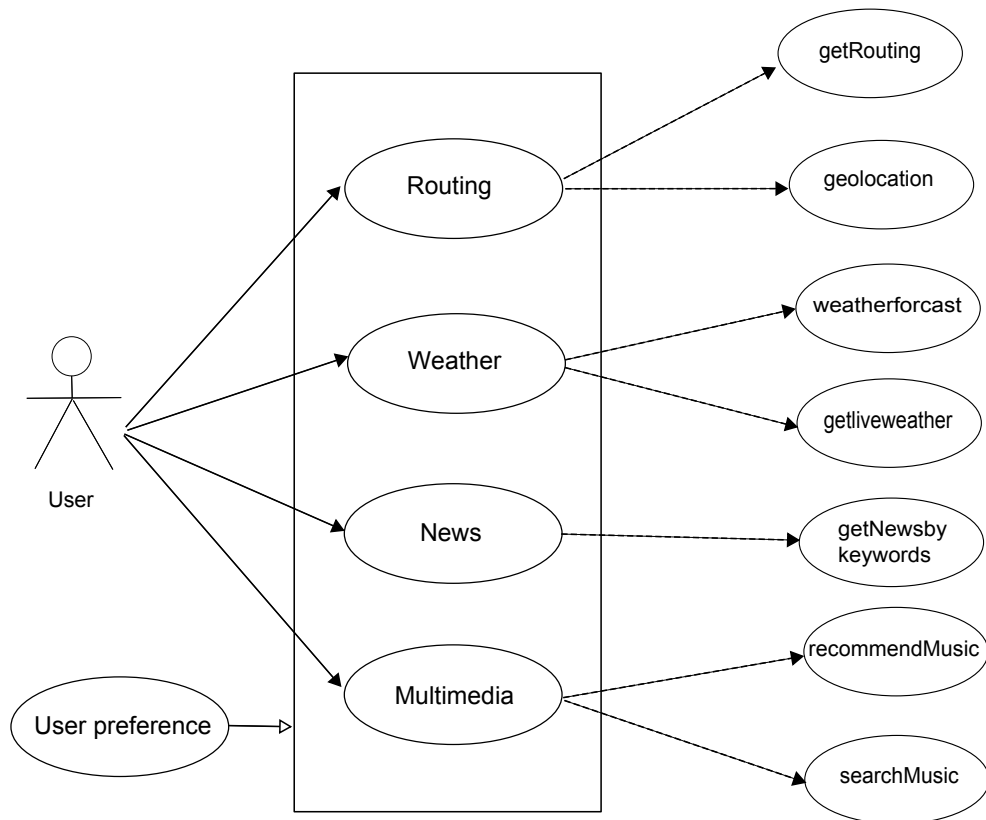 getRouting
Routing
geolocation
weatherforcast
Weather
getliveweather
User
News
getNewsby
keywords
recommendMusic
Multimedia
User preference
searchMusic